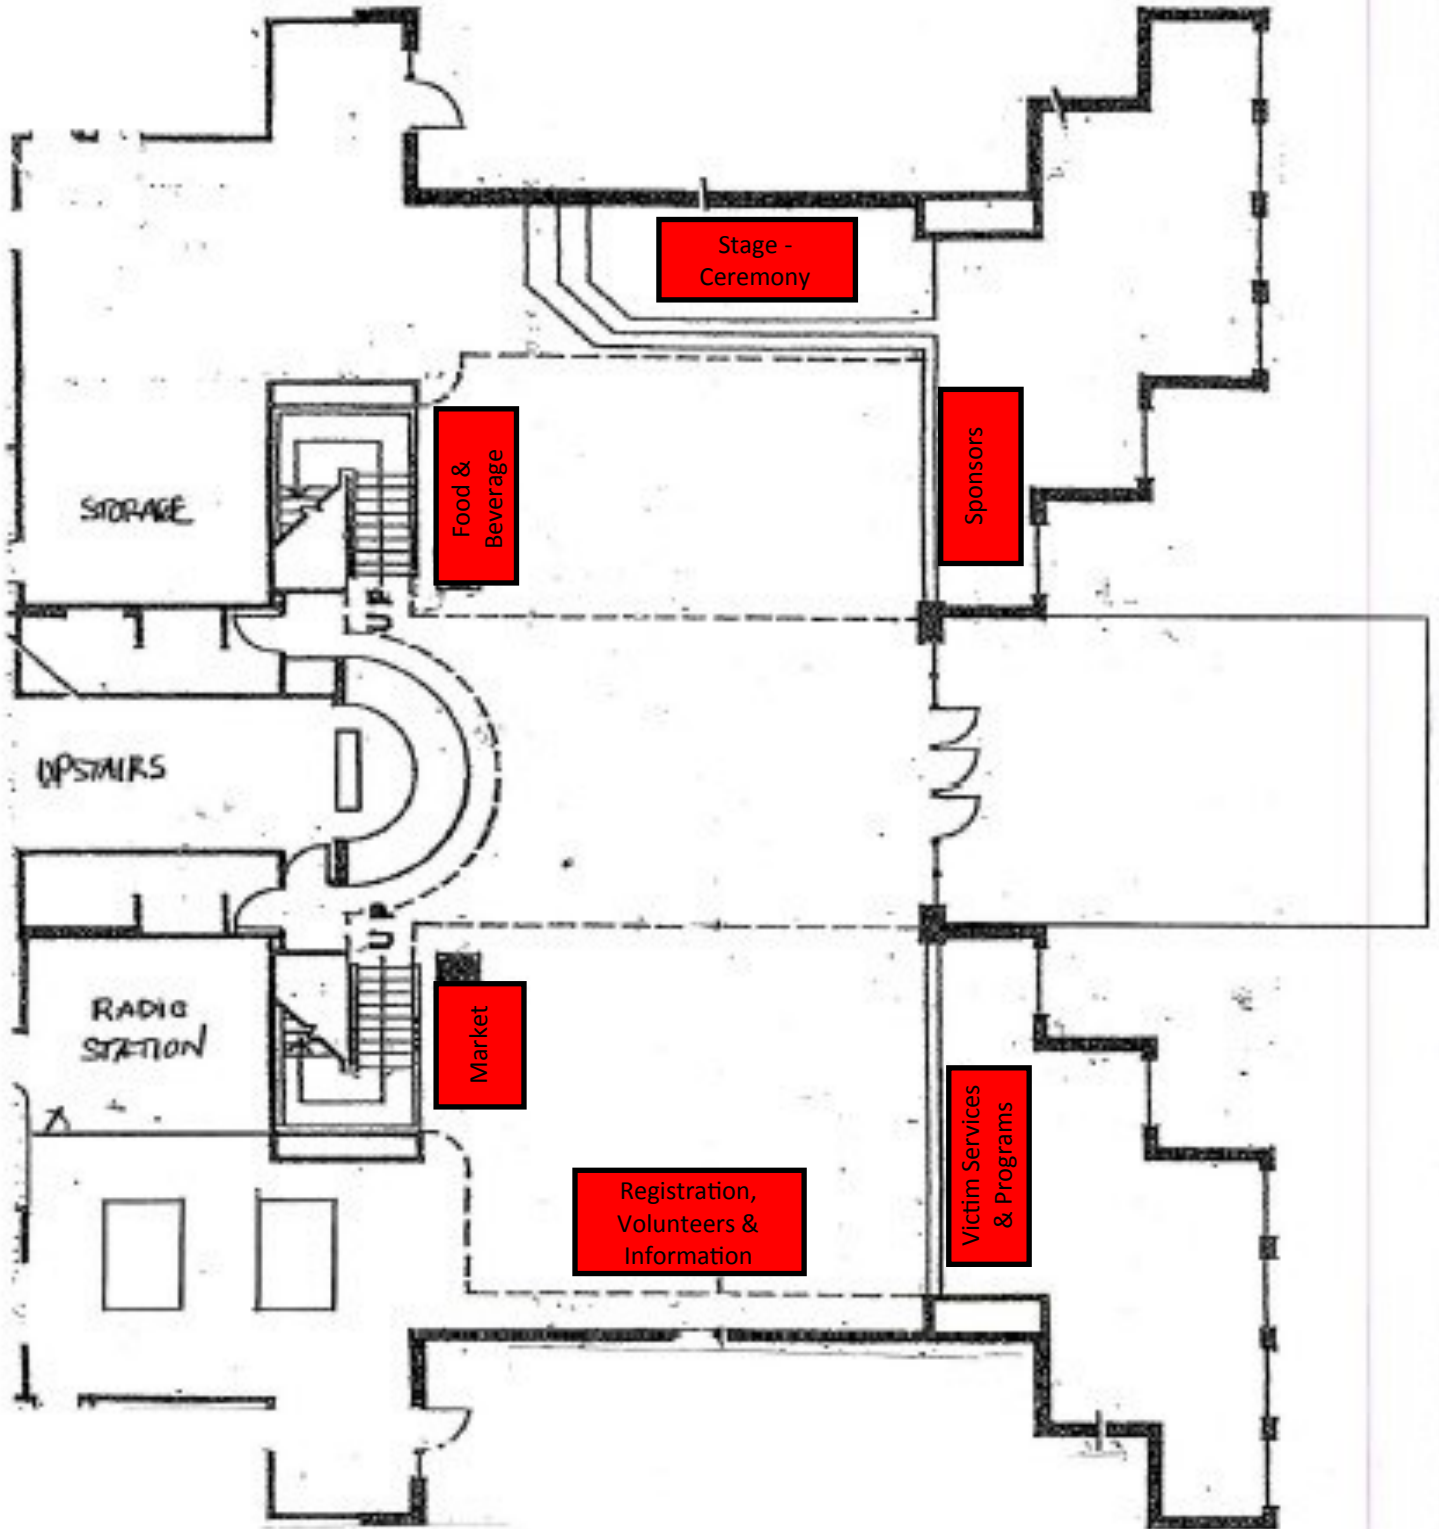 Stage -
Ceremony
Food &
Beverage
Sponsors
STORAGE
UP
UPSTAIRS
UP
RADIO
STATION
Market
Victim Services
& Programs
Registration,
Volunteers &
Information